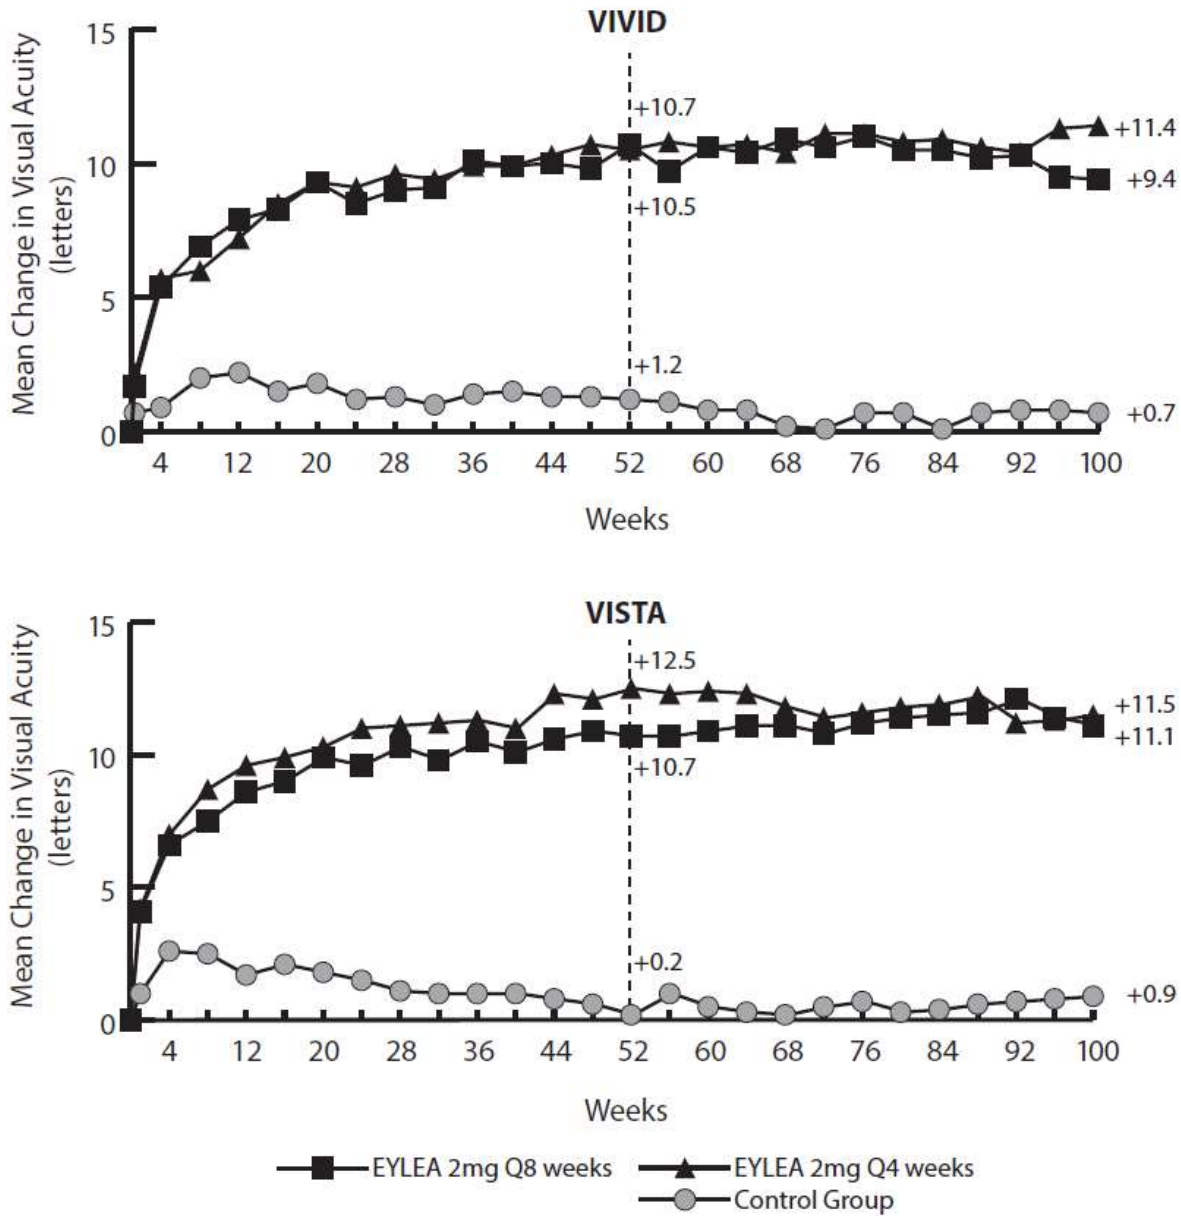 VIVID
15
10
5
0
Mean Change in Visual Acuity
(letters)
+10.7
+10.5
+1.2
+11.4
+9.4
+0.7
4 12 20 28 36 44 52 60 68 76 84 92 100
Weeks
VISTA
15
10
5
0
Mean Change in Visual Acuity
(letters)
+12.5
+10.7
+0.2
+11.5
+11.1
+0.9
4 12 20 28 36 44 52 60 68 76 84 92 100
Weeks
EYLEA 2mg Q8 weeks EYLEA 2mg Q4 weeks
Control Group